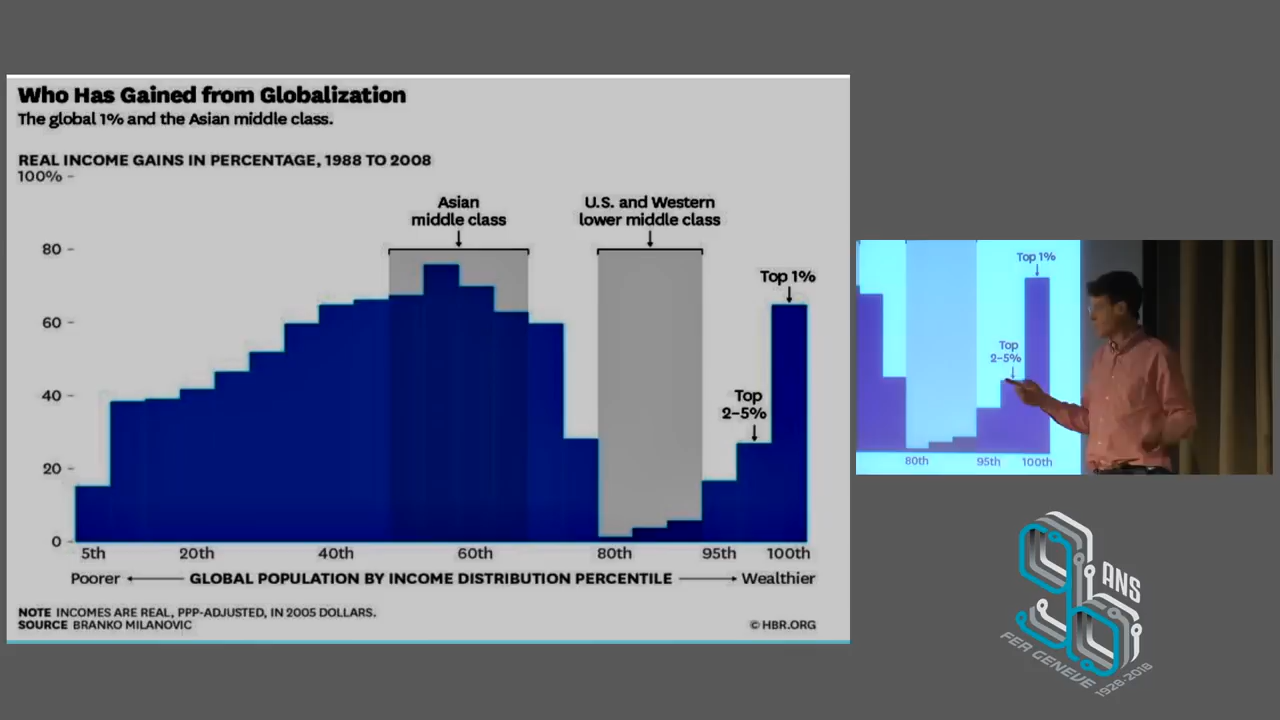 Who Has Gained from Globalization
The global 1% and the Asian middle class.
REAL INCOME GAINS IN PERCENTAGE, 1988 TO 2008
100%
80
60
40
20
0
Asian
middle class
U.S. and Western
lower middle class
Top 1%
Top
2–5%
5th
20th
40th
60th
80th
95th
100th
Poorer
GLOBAL POPULATION BY INCOME DISTRIBUTION PERCENTILE
Wealthier
NOTE INCOMES ARE REAL, PPP-ADJUSTED, IN 2005 DOLLARS.
SOURCE BRANKO MILANOVIC
© HBR.ORG
Top 1%
Top
2–5%
80th
95th
100th
90
ANS
FER GENEVE
1928-2018